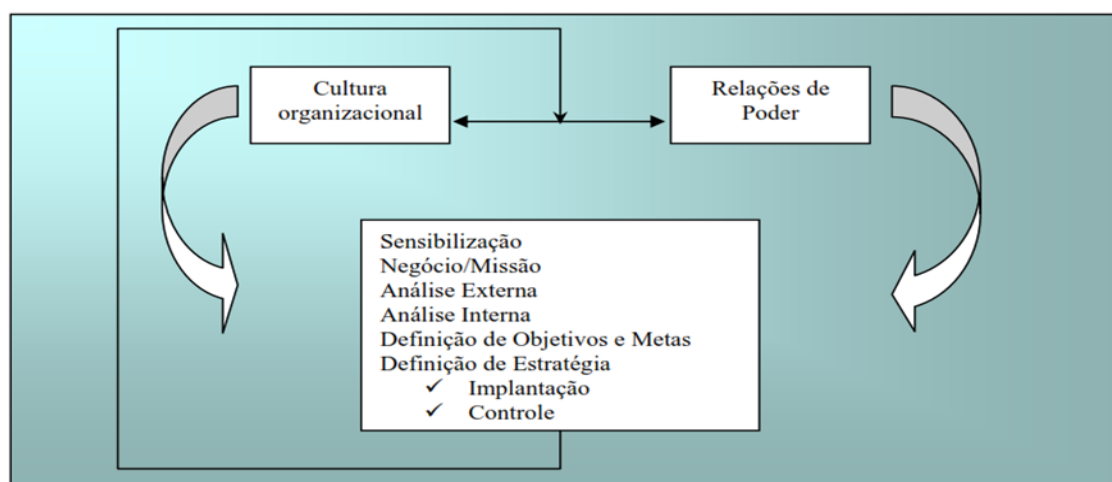 Cultura
organizacional
Relações de
Poder
Sensibilização
Negócio/Missão
Análise Externa
Análise Interna
Definição de Objetivos e Metas
Definição de Estratégia
✓ Implantação
✓ Controle